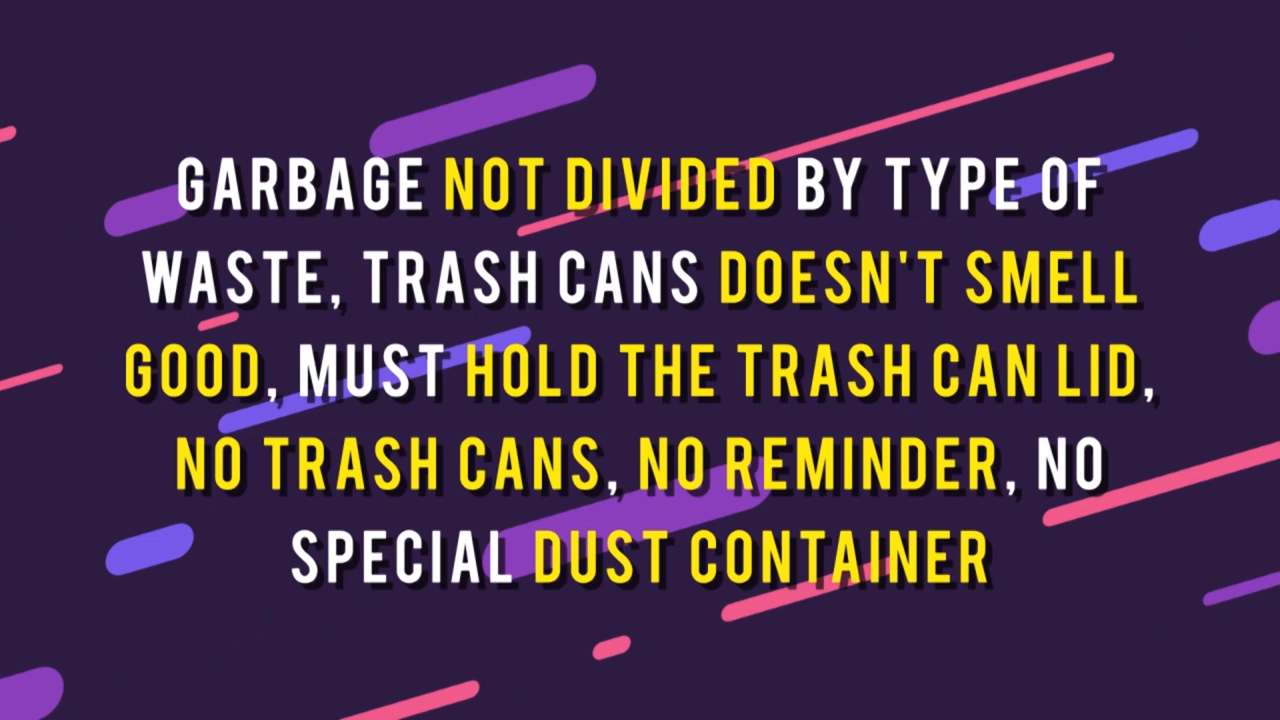 GARBAGE NOT DIVIDED BY TYPE OF
WASTE, TRASH CANS DOESN'T SMELL
GOOD, MUST HOLD THE TRASH CAN LID,
NO TRASH CANS, NO REMINDER, NO
SPECIAL DUST CONTAINER